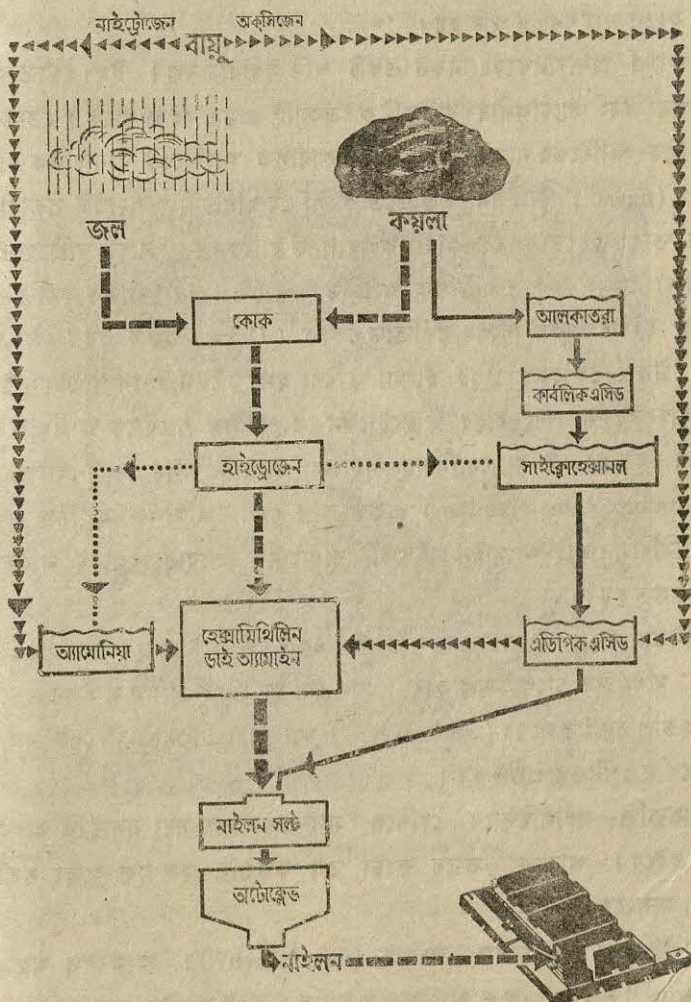 নাইট্রোজেন
অক্সিজেন
বায়ু
জল
কয়লা
কোক
আলকাতরা
কার্বলিক এসিড
হাইড্রোজেন
সাইক্লোহেক্সানল
অ্যামোনিয়া
হেক্সামিথিলিন
ডাই অ্যামাইন
এডিপিক এসিড
নাইলন সল্ট
অটোক্লেভ
নাইলন